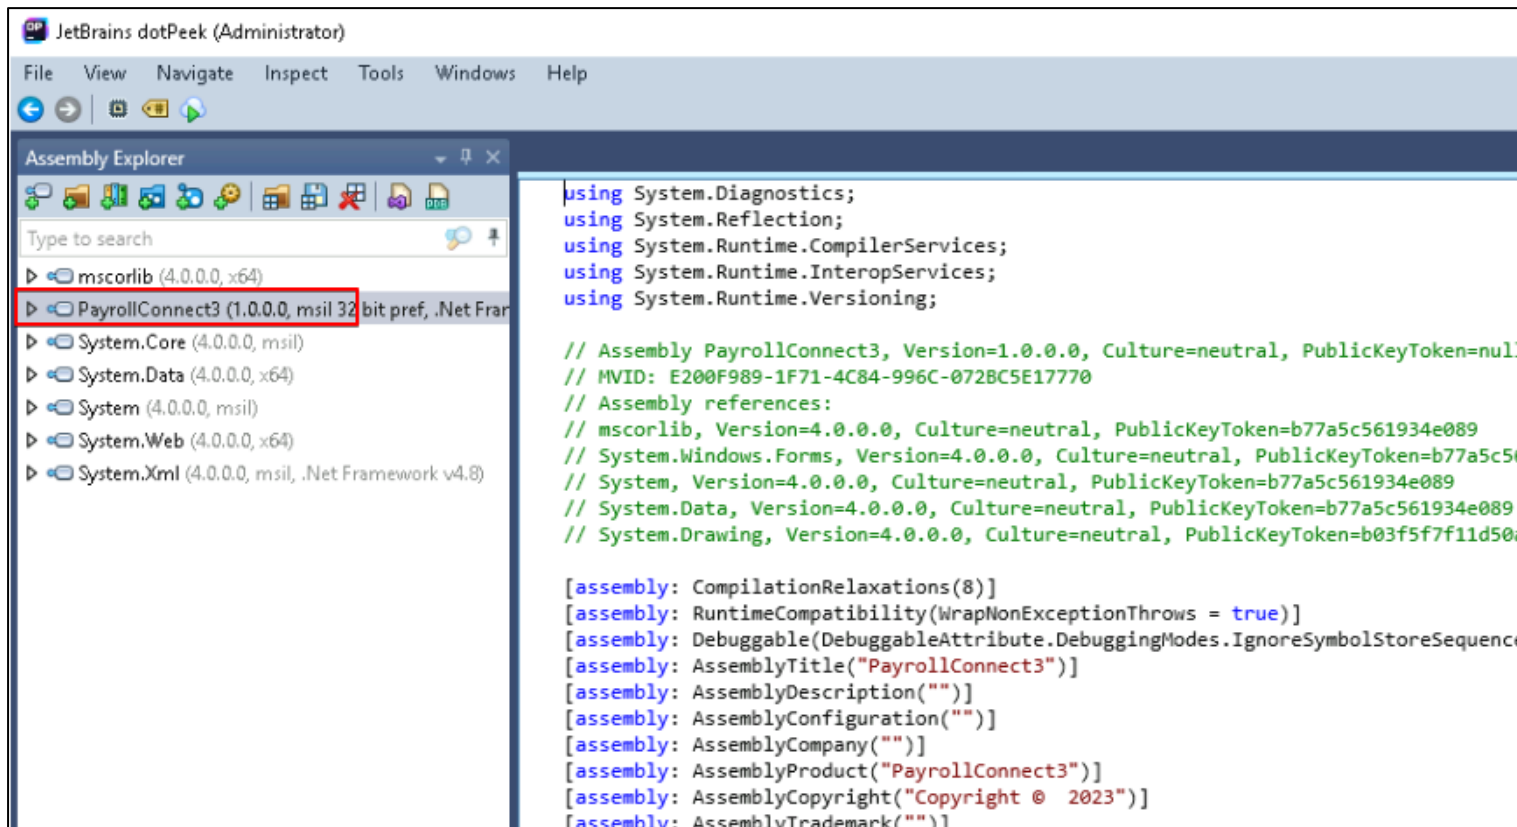 JetBrains dotPeek (Administrator)
File View Navigate Inspect Tools Windows Help
Assembly Explorer
Type to search
mscorlib (4.0.0.0, x64)
PayrollConnect3 (1.0.0.0, msil 32 bit pref, .Net Fra
System.Core (4.0.0.0, msil)
System.Data (4.0.0.0, x64)
System (4.0.0.0, msil)
System.Web (4.0.0.0, x64)
System.Xml (4.0.0.0, msil, .Net Framework v4.8)
using System.Diagnostics;
using System.Reflection;
using System.Runtime.CompilerServices;
using System.Runtime.InteropServices;
using System.Runtime.Versioning;
// Assembly PayrollConnect3, Version=1.0.0.0, Culture=neutral, PublicKeyToken=nul
// MVID: E200F989-1F71-4C84-996C-072BC5E17770
// Assembly references:
// mscorlib, Version=4.0.0.0, Culture=neutral, PublicKeyToken=b77a5c561934e089
// System.Windows.Forms, Version=4.0.0.0, Culture=neutral, PublicKeyToken=b77a5c5
// System, Version=4.0.0.0, Culture=neutral, PublicKeyToken=b77a5c561934e089
// System.Data, Version=4.0.0.0, Culture=neutral, PublicKeyToken=b77a5c561934e089
// System.Drawing, Version=4.0.0.0, Culture=neutral, PublicKeyToken=b03f5f7f11d50
[assembly: CompilationRelaxations(8)]
[assembly: RuntimeCompatibility(WrapNonExceptionThrows = true)]
[assembly: Debuggable(DebuggableAttribute.DebuggingModes.IgnoreSymbolStoreSequenc
[assembly: AssemblyTitle("PayrollConnect3")]
[assembly: AssemblyDescription("")]
[assembly: AssemblyConfiguration("")]
[assembly: AssemblyCompany("")]
[assembly: AssemblyProduct("PayrollConnect3")]
[assembly: AssemblyCopyright("Copyright ©  2023")]
[assembly: AssemblyTrademark("")]